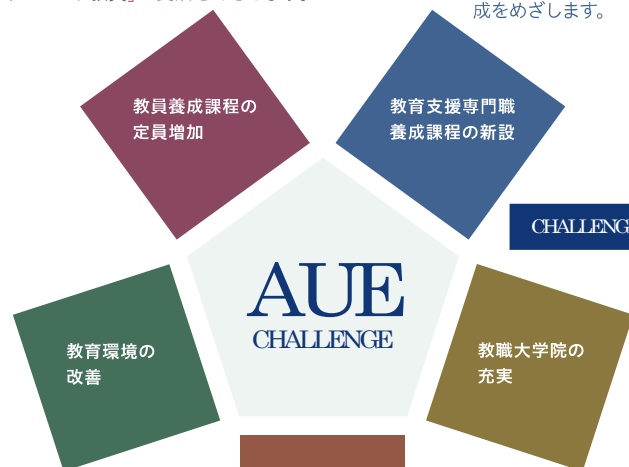 成をめざします。
教員養成課程の
定員増加
教育支援専門職
養成課程の新設
CHALLENG
AUE
CHALLENGE
教育環境の
改善
教職大学院の
充実